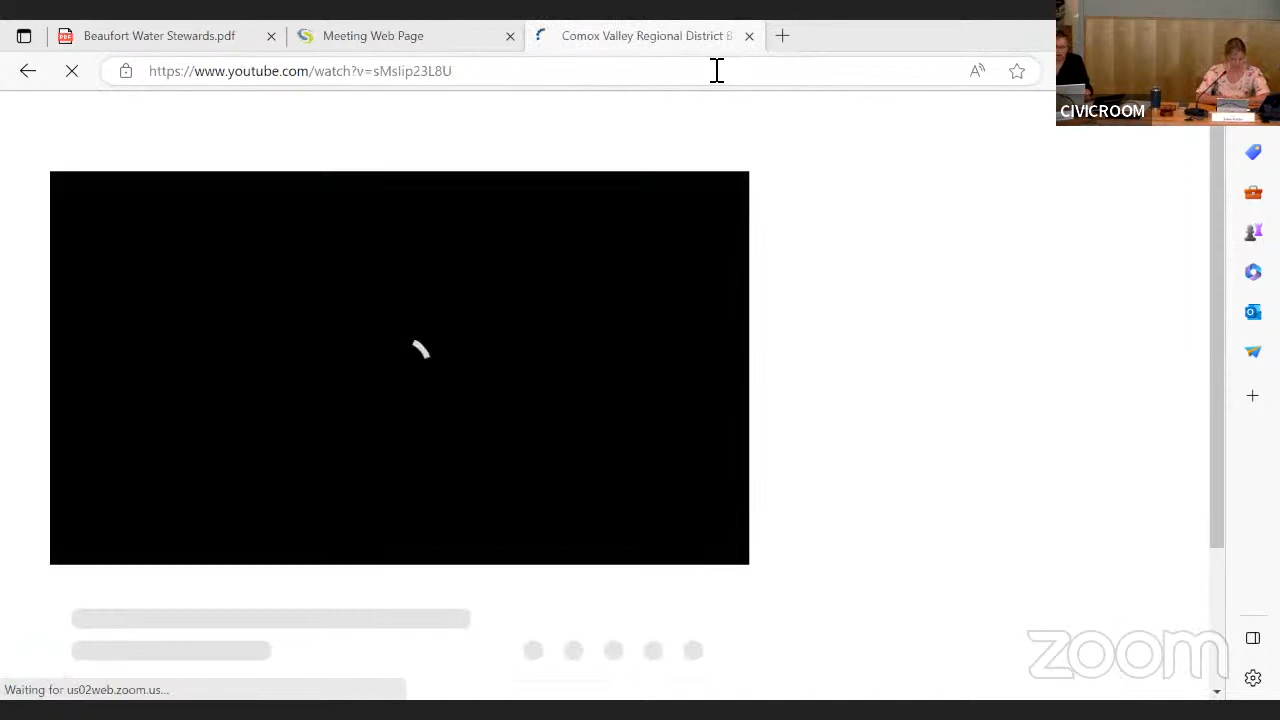 Beaufort Water Stewards.pdf
Meeting Web Page
Comox Valley Regional District B
https://www.youtube.com/watch?v=sMslip23L8U
CIVICROOM
zoom
Waiting for us02web.zoom.us...